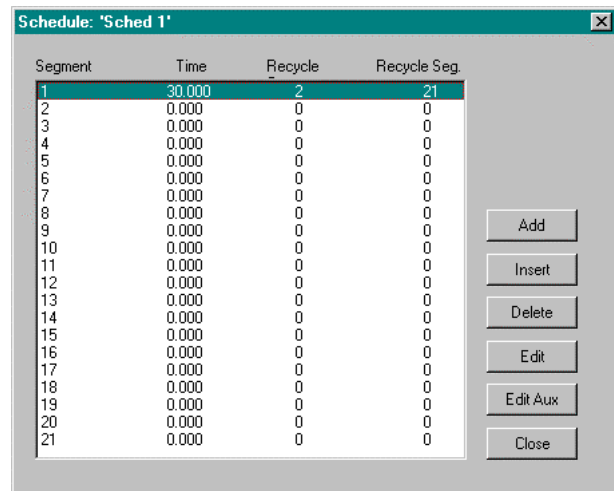 Schedule: 'Sched 1'
Segment Time Recycle Recycle Seg.
1 30.000 2 21
2 0.000 0 0
3 0.000 0 0
4 0.000 0 0
5 0.000 0 0
6 0.000 0 0
7 0.000 0 0
8 0.000 0 0
9 0.000 0 0
10 0.000 0 0
11 0.000 0 0
12 0.000 0 0
13 0.000 0 0
14 0.000 0 0
15 0.000 0 0
16 0.000 0 0
17 0.000 0 0
18 0.000 0 0
19 0.000 0 0
20 0.000 0 0
21 0.000 0 0
Add
Insert
Delete
Edit
Edit Aux
Close